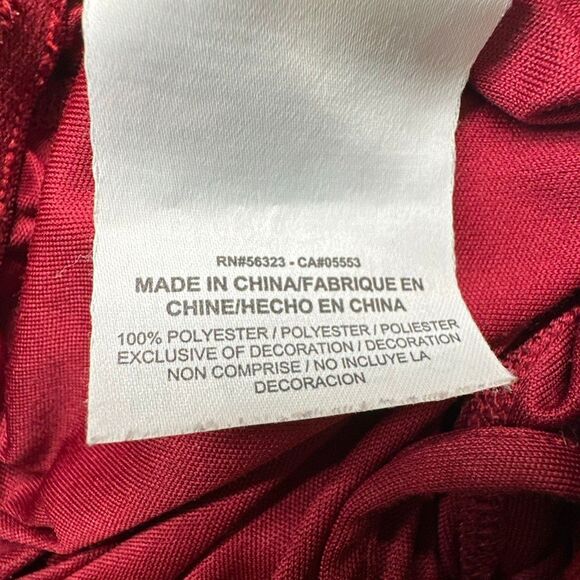 RN#56323 - CA#05553
MADE IN CHINA/FABRIQUE EN
CHINE/HECHO EN CHINA
100% POLYESTER / POLYESTER / POLIESTER
EXCLUSIVE OF DECORATION / DECORATION
NON COMPRISE / NO INCLUYE LA
DECORACION